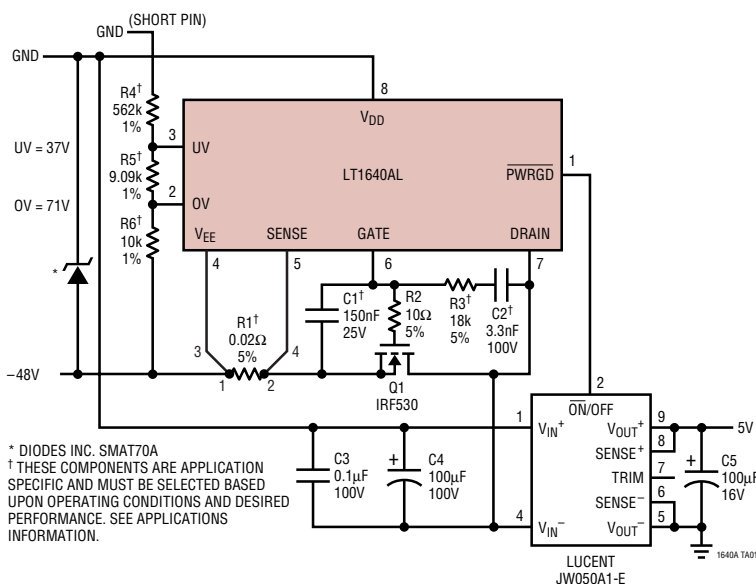 (SHORT PIN)
GND
GND
R4†
562k
1%
8
VDD
UV = 37V
3
UV
R5†
9.09k
1%
LT1640AL
PWRGD
1
OV = 71V
2
OV
R6†
10k
1%
VEE
SENSE
GATE
DRAIN
4
5
6
7
*
C1†
150nF
25V
R2
10Ω
5%
R3†
18k
5%
C2†
3.3nF
100V
R1†
0.02Ω
5%
3
4
–48V
1
2
Q1
IRF530
2
ON/OFF
1
VIN+
VOUT+
9
5V
SENSE+
8
TRIM
7
SENSE–
6
4
VIN–
VOUT–
5
C3
0.1µF
100V
+
C4
100µF
100V
+
C5
100µF
16V
LUCENT
JW050A1-E
1640A TA01
* DIODES INC. SMAT70A
† THESE COMPONENTS ARE APPLICATION
SPECIFIC AND MUST BE SELECTED BASED
UPON OPERATING CONDITIONS AND DESIRED
PERFORMANCE. SEE APPLICATIONS
INFORMATION.